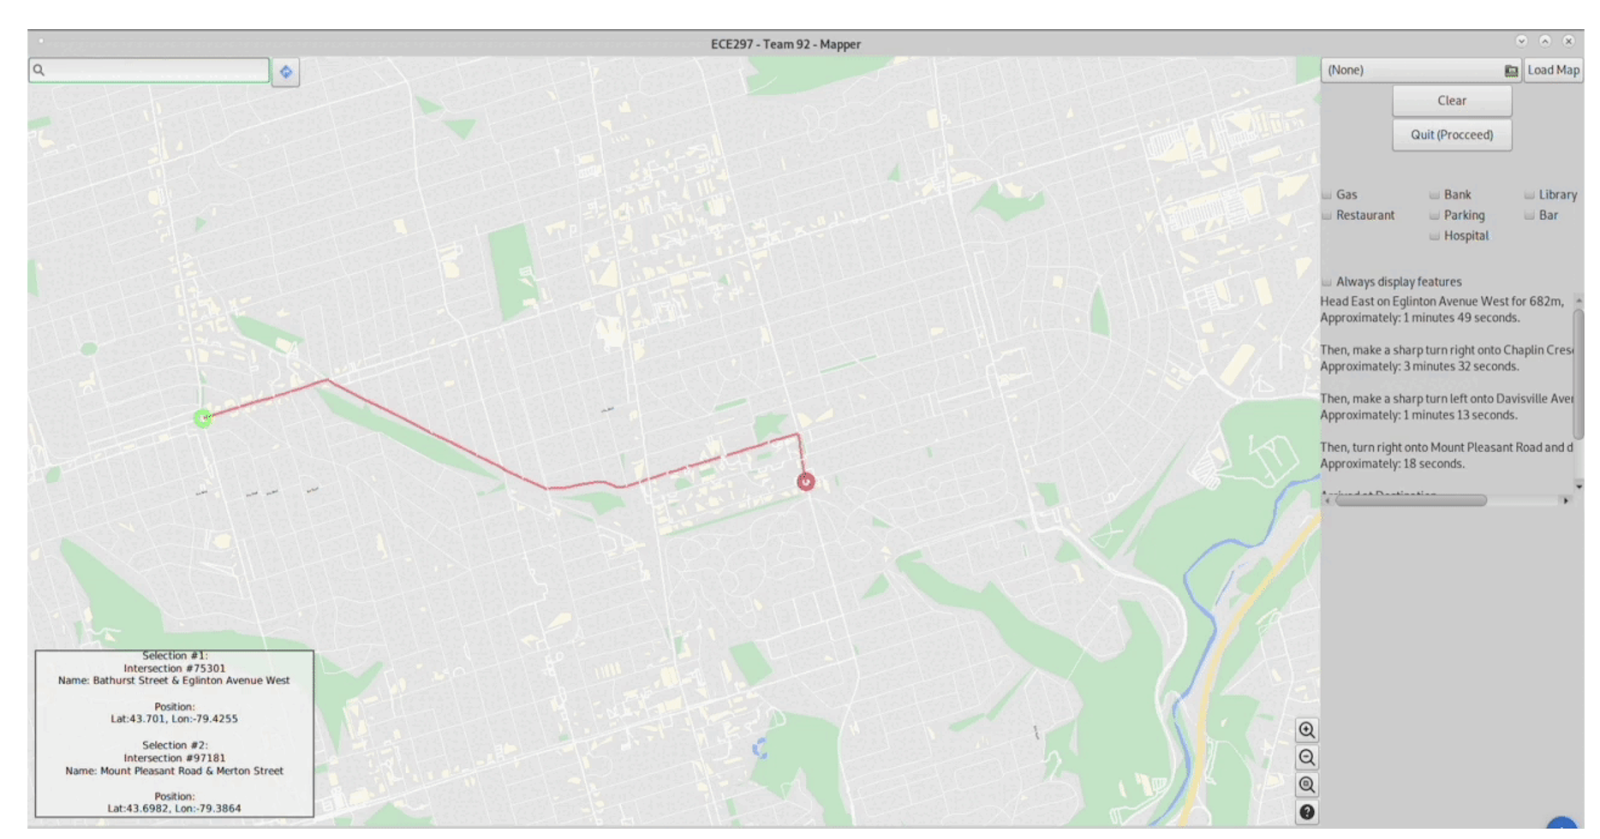 ECE297 - Team 92 - Mapper
(None)
Load Map
Clear
Quit (Procceed)
Gas
Bank
Library
Restaurant
Parking
Bar
Hospital
Always display features
Head East on Eglinton Avenue West for 682m,
Approximately: 1 minutes 49 seconds.
Then, make a sharp turn right onto Chaplin Cres
Approximately: 3 minutes 32 seconds.
Then, make a sharp turn left onto Davisville Aven
Approximately: 1 minutes 13 seconds.
Then, turn right onto Mount Pleasant Road and d
Approximately: 18 seconds.
Selection #1:
Intersection #75301
Name: Bathurst Street & Eglinton Avenue West
Position:
Lat:43.701, Lon:-79.4255
Selection #2:
Intersection #97181
Name: Mount Pleasant Road & Merton Street
Position:
Lat:43.6982, Lon:-79.3864